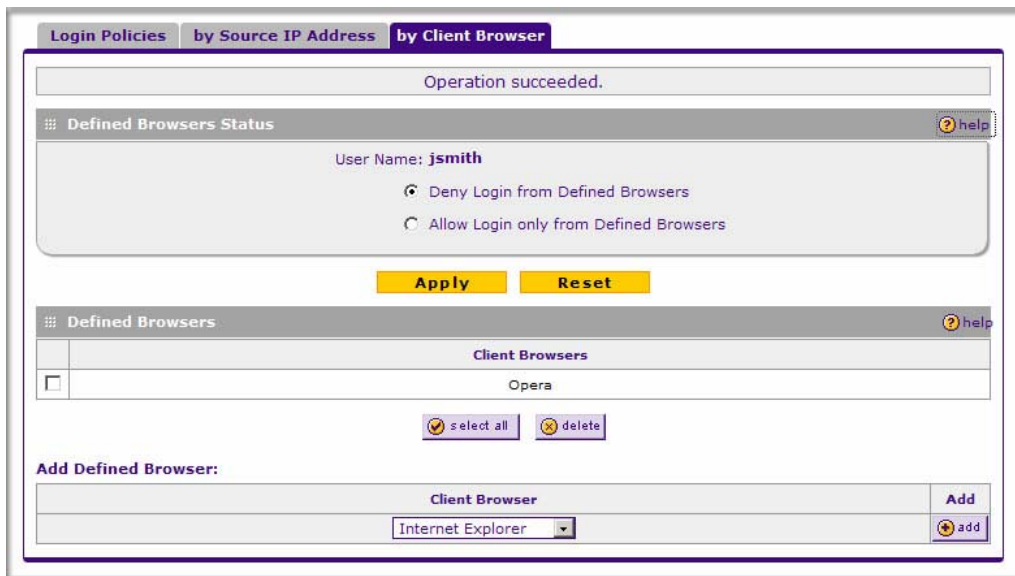 Login Policies by Source IP Address by Client Browser
Operation succeeded.
Defined Browsers Status help
User Name: jsmith
Deny Login from Defined Browsers
Allow Login only from Defined Browsers
Apply Reset
Defined Browsers help
Client Browsers
Opera
select all delete
Add Defined Browser:
Client Browser Add
Internet Explorer add